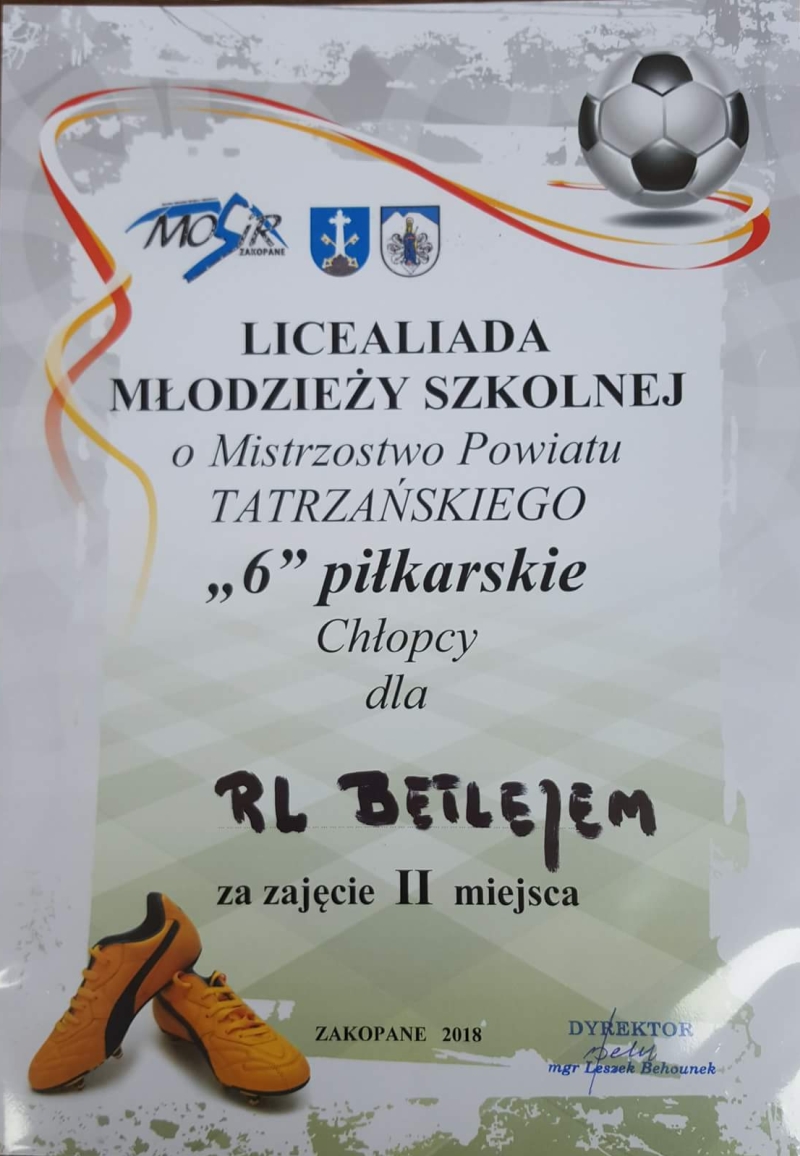 MOSiR
ZAKOPANE
LICEALIADA
MŁODZIEŻY SZKOLNEJ
o Mistrzostwo Powiatu
TATRZAŃSKIEGO
„6” piłkarskie
Chłopcy
dla
RL BETLEJEM
za zajęcie II miejsca
ZAKOPANE 2018
DYREKTOR
mgr Leszek Behounek